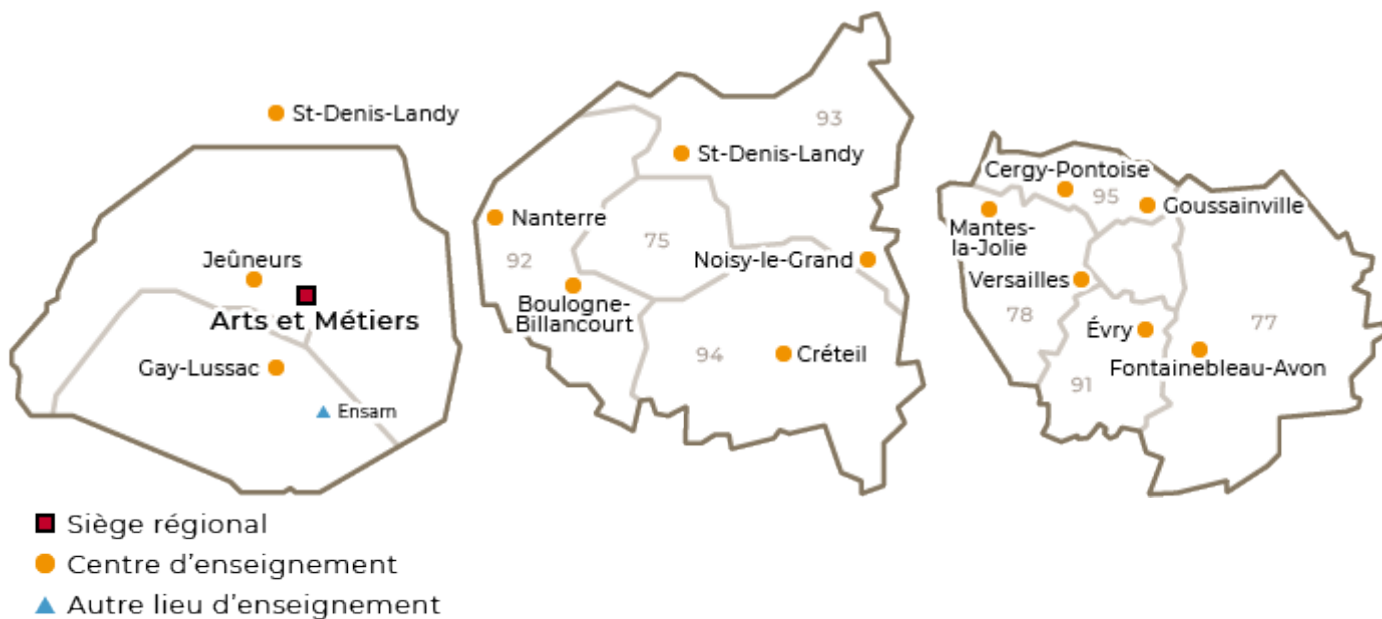 St-Denis-Landy
Jeûneurs
Arts et Métiers
Gay-Lussac
Ensam
93
St-Denis-Landy
Nanterre
75
92
Noisy-le-Grand
Boulogne-
Billancourt
94
Créteil
Cergy-Pontoise
95
Goussainville
Mantes-
la-Jolie
Versailles
78
Évry
77
Fontainebleau-Avon
91
Siège régional
Centre d'enseignement
Autre lieu d'enseignement